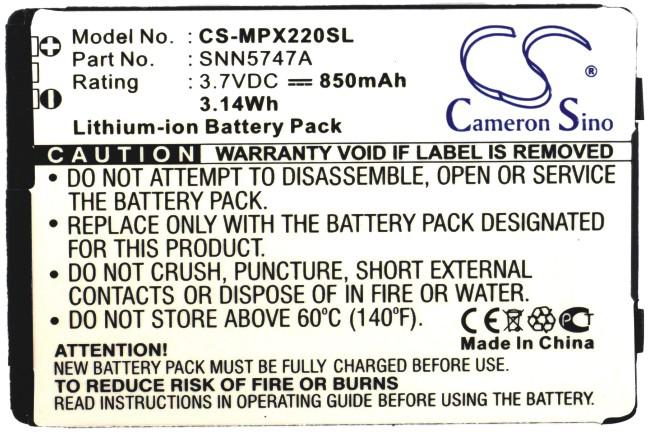 Model No. : CS-MPX220SL
Part No. : SNN5747A
Rating : 3.7VDC ⎓ 850mAh
3.14Wh
Lithium-ion Battery Pack
CS ®
Cameron Sino
CAUTION WARRANTY VOID IF LABEL IS REMOVED
• DO NOT ATTEMPT TO DISASSEMBLE, OPEN OR SERVICE
THE BATTERY PACK.
• REPLACE ONLY WITH THE BATTERY PACK DESIGNATED
FOR THIS PRODUCT.
• DO NOT CRUSH, PUNCTURE, SHORT EXTERNAL
CONTACTS OR DISPOSE OF IN FIRE OR WATER.
• DO NOT STORE ABOVE 60°C (140°F).
CE PCT
Made In China
ATTENTION!
NEW BATTERY PACK MUST BE FULLY CHARGED BEFORE USE.
TO REDUCE RISK OF FIRE OR BURNS
READ INSTRUCTIONS IN OPERATING GUIDE BEFORE USING BATTERY.